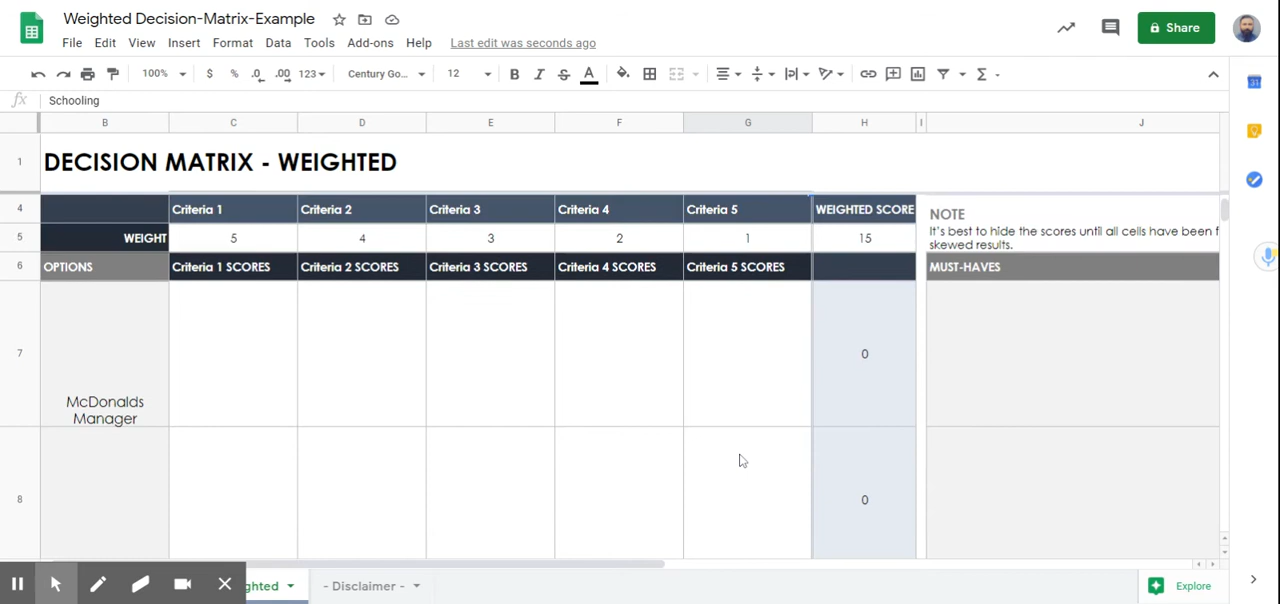 Weighted Decision-Matrix-Example
File Edit View Insert Format Data Tools Add-ons Help Last edit was seconds ago
Share
100% $ % .0 .00 123 Century Go... 12 B I S A Σ
fx Schooling
B C D E F G H I J
1 DECISION MATRIX - WEIGHTED
4 Criteria 1 Criteria 2 Criteria 3 Criteria 4 Criteria 5 WEIGHTED SCORE NOTE
It's best to hide the scores until all cells have been f
skewed results.
5 WEIGHT 5 4 3 2 1 15
6 OPTIONS Criteria 1 SCORES Criteria 2 SCORES Criteria 3 SCORES Criteria 4 SCORES Criteria 5 SCORES MUST-HAVES
7 0
McDonalds
Manager
8 0
ghted - Disclaimer - Explore